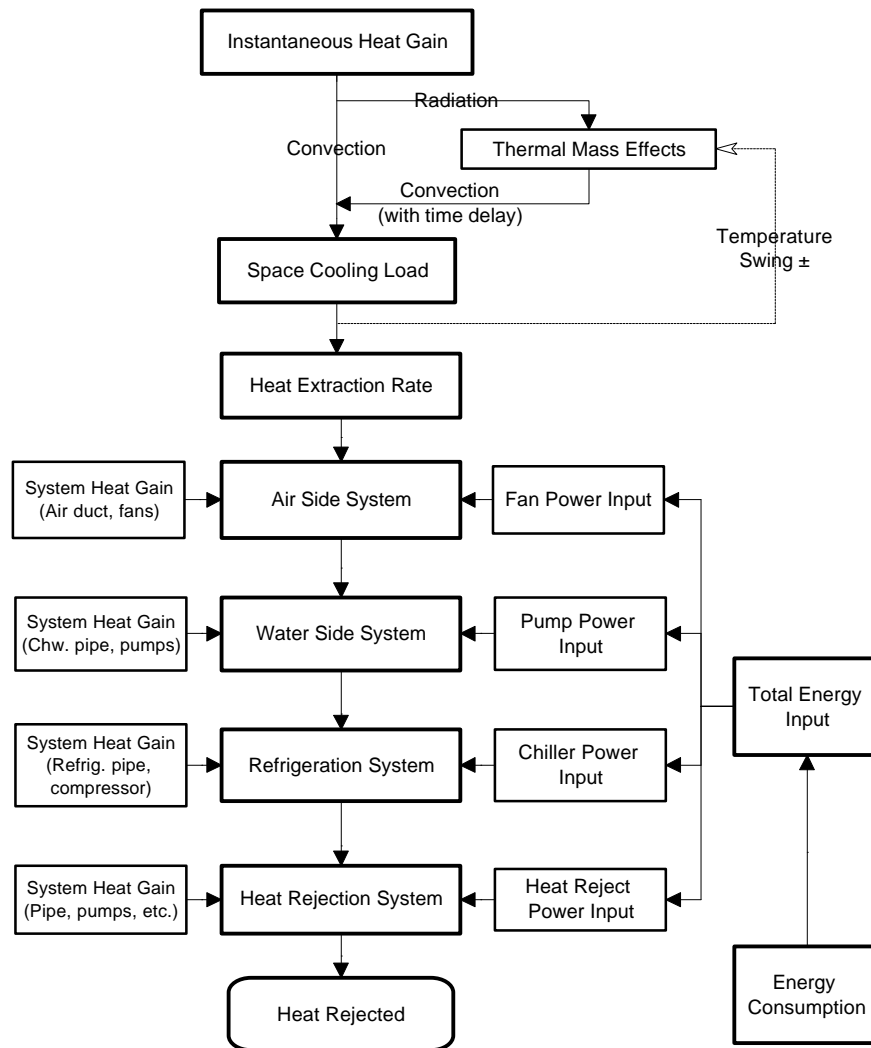 Instantaneous Heat Gain
Radiation
Convection
Thermal Mass Effects
Convection
(with time delay)
Temperature
Swing ±
Space Cooling Load
Heat Extraction Rate
System Heat Gain
(Air duct, fans)
Air Side System
Fan Power Input
System Heat Gain
(Chw. pipe, pumps)
Water Side System
Pump Power
Input
Total Energy
Input
System Heat Gain
(Refrig. pipe,
compressor)
Refrigeration System
Chiller Power
Input
System Heat Gain
(Pipe, pumps, etc.)
Heat Rejection System
Heat Reject
Power Input
Energy
Consumption
Heat Rejected